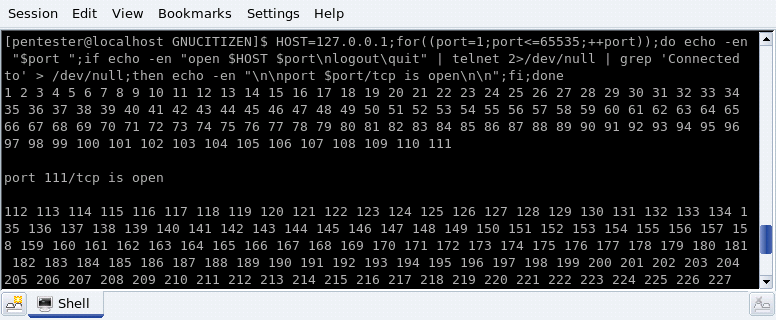 Session Edit View Bookmarks Settings Help
[pentester@localhost GNUCITIZEN]$ HOST=127.0.0.1;for((port=1;port<=65535;++port));do echo -en
 "$port ";if echo -en "open $HOST $port\nlogout\quit" | telnet 2>/dev/null | grep 'Connected
to' > /dev/null;then echo -en "\n\nport $port/tcp is open\n\n";fi;done
1 2 3 4 5 6 7 8 9 10 11 12 13 14 15 16 17 18 19 20 21 22 23 24 25 26 27 28 29 30 31 32 33 34
35 36 37 38 39 40 41 42 43 44 45 46 47 48 49 50 51 52 53 54 55 56 57 58 59 60 61 62 63 64 65
66 67 68 69 70 71 72 73 74 75 76 77 78 79 80 81 82 83 84 85 86 87 88 89 90 91 92 93 94 95 96
97 98 99 100 101 102 103 104 105 106 107 108 109 110 111
port 111/tcp is open
112 113 114 115 116 117 118 119 120 121 122 123 124 125 126 127 128 129 130 131 132 133 134 1
35 136 137 138 139 140 141 142 143 144 145 146 147 148 149 150 151 152 153 154 155 156 157 15
8 159 160 161 162 163 164 165 166 167 168 169 170 171 172 173 174 175 176 177 178 179 180 181
 182 183 184 185 186 187 188 189 190 191 192 193 194 195 196 197 198 199 200 201 202 203 204
205 206 207 208 209 210 211 212 213 214 215 216 217 218 219 220 221 222 223 224 225 226 227
Shell